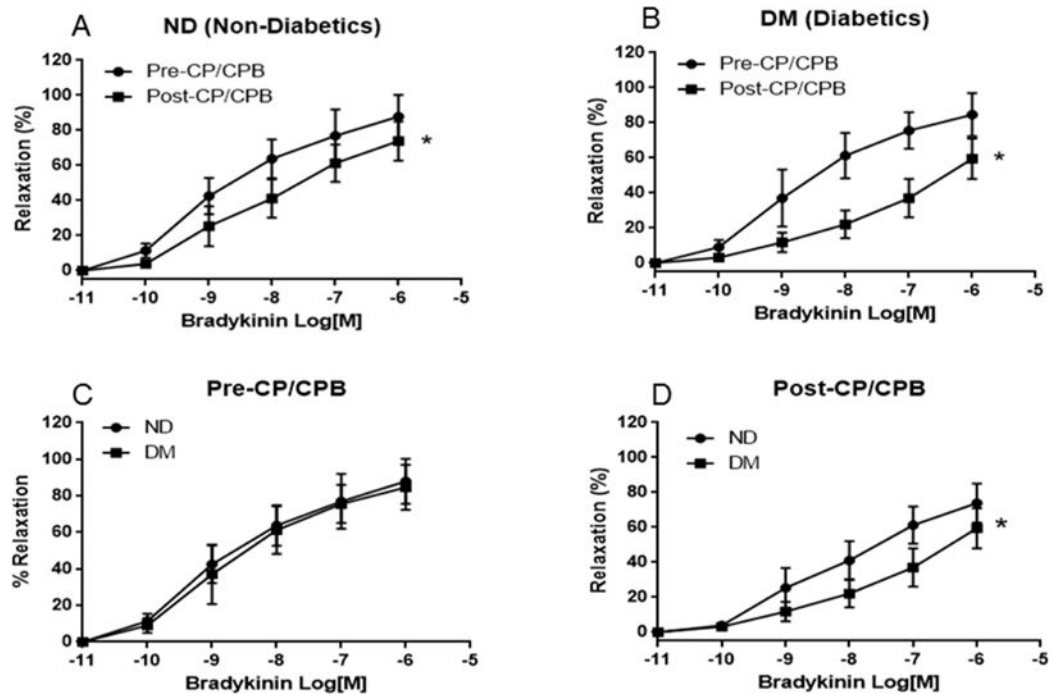 A
ND (Non-Diabetics)
Relaxation (%)
120
100
80
60
40
20
0
Pre-CP/CPB
Post-CP/CPB
*
-11 -10 -9 -8 -7 -6 -5
Bradykinin Log[M]
B
DM (Diabetics)
Relaxation (%)
120
100
80
60
40
20
0
Pre-CP/CPB
Post-CP/CPB
*
-11 -10 -9 -8 -7 -6 -5
Bradykinin Log[M]
C
Pre-CP/CPB
% Relaxation
120
100
80
60
40
20
0
ND
DM
-11 -10 -9 -8 -7 -6 -5
Bradykinin Log[M]
D
Post-CP/CPB
Relaxation (%)
120
100
80
60
40
20
0
ND
DM
*
-11 -10 -9 -8 -7 -6 -5
Bradykinin Log[M]